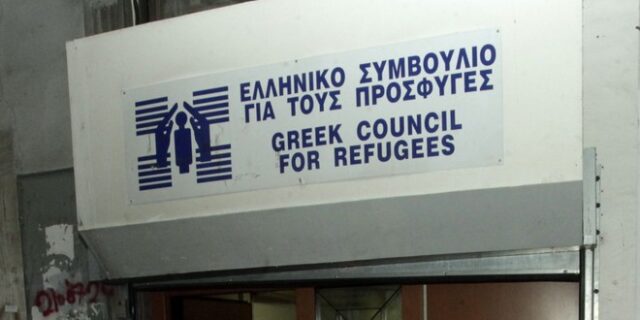 ΕΛΛΗΝΙΚΟ ΣΥΜΒΟΥΛΙΟ
ΓΙΑ ΤΟΥΣ ΠΡΟΣΦΥΓΕΣ
GREEK COUNCIL
FOR REFUGEES